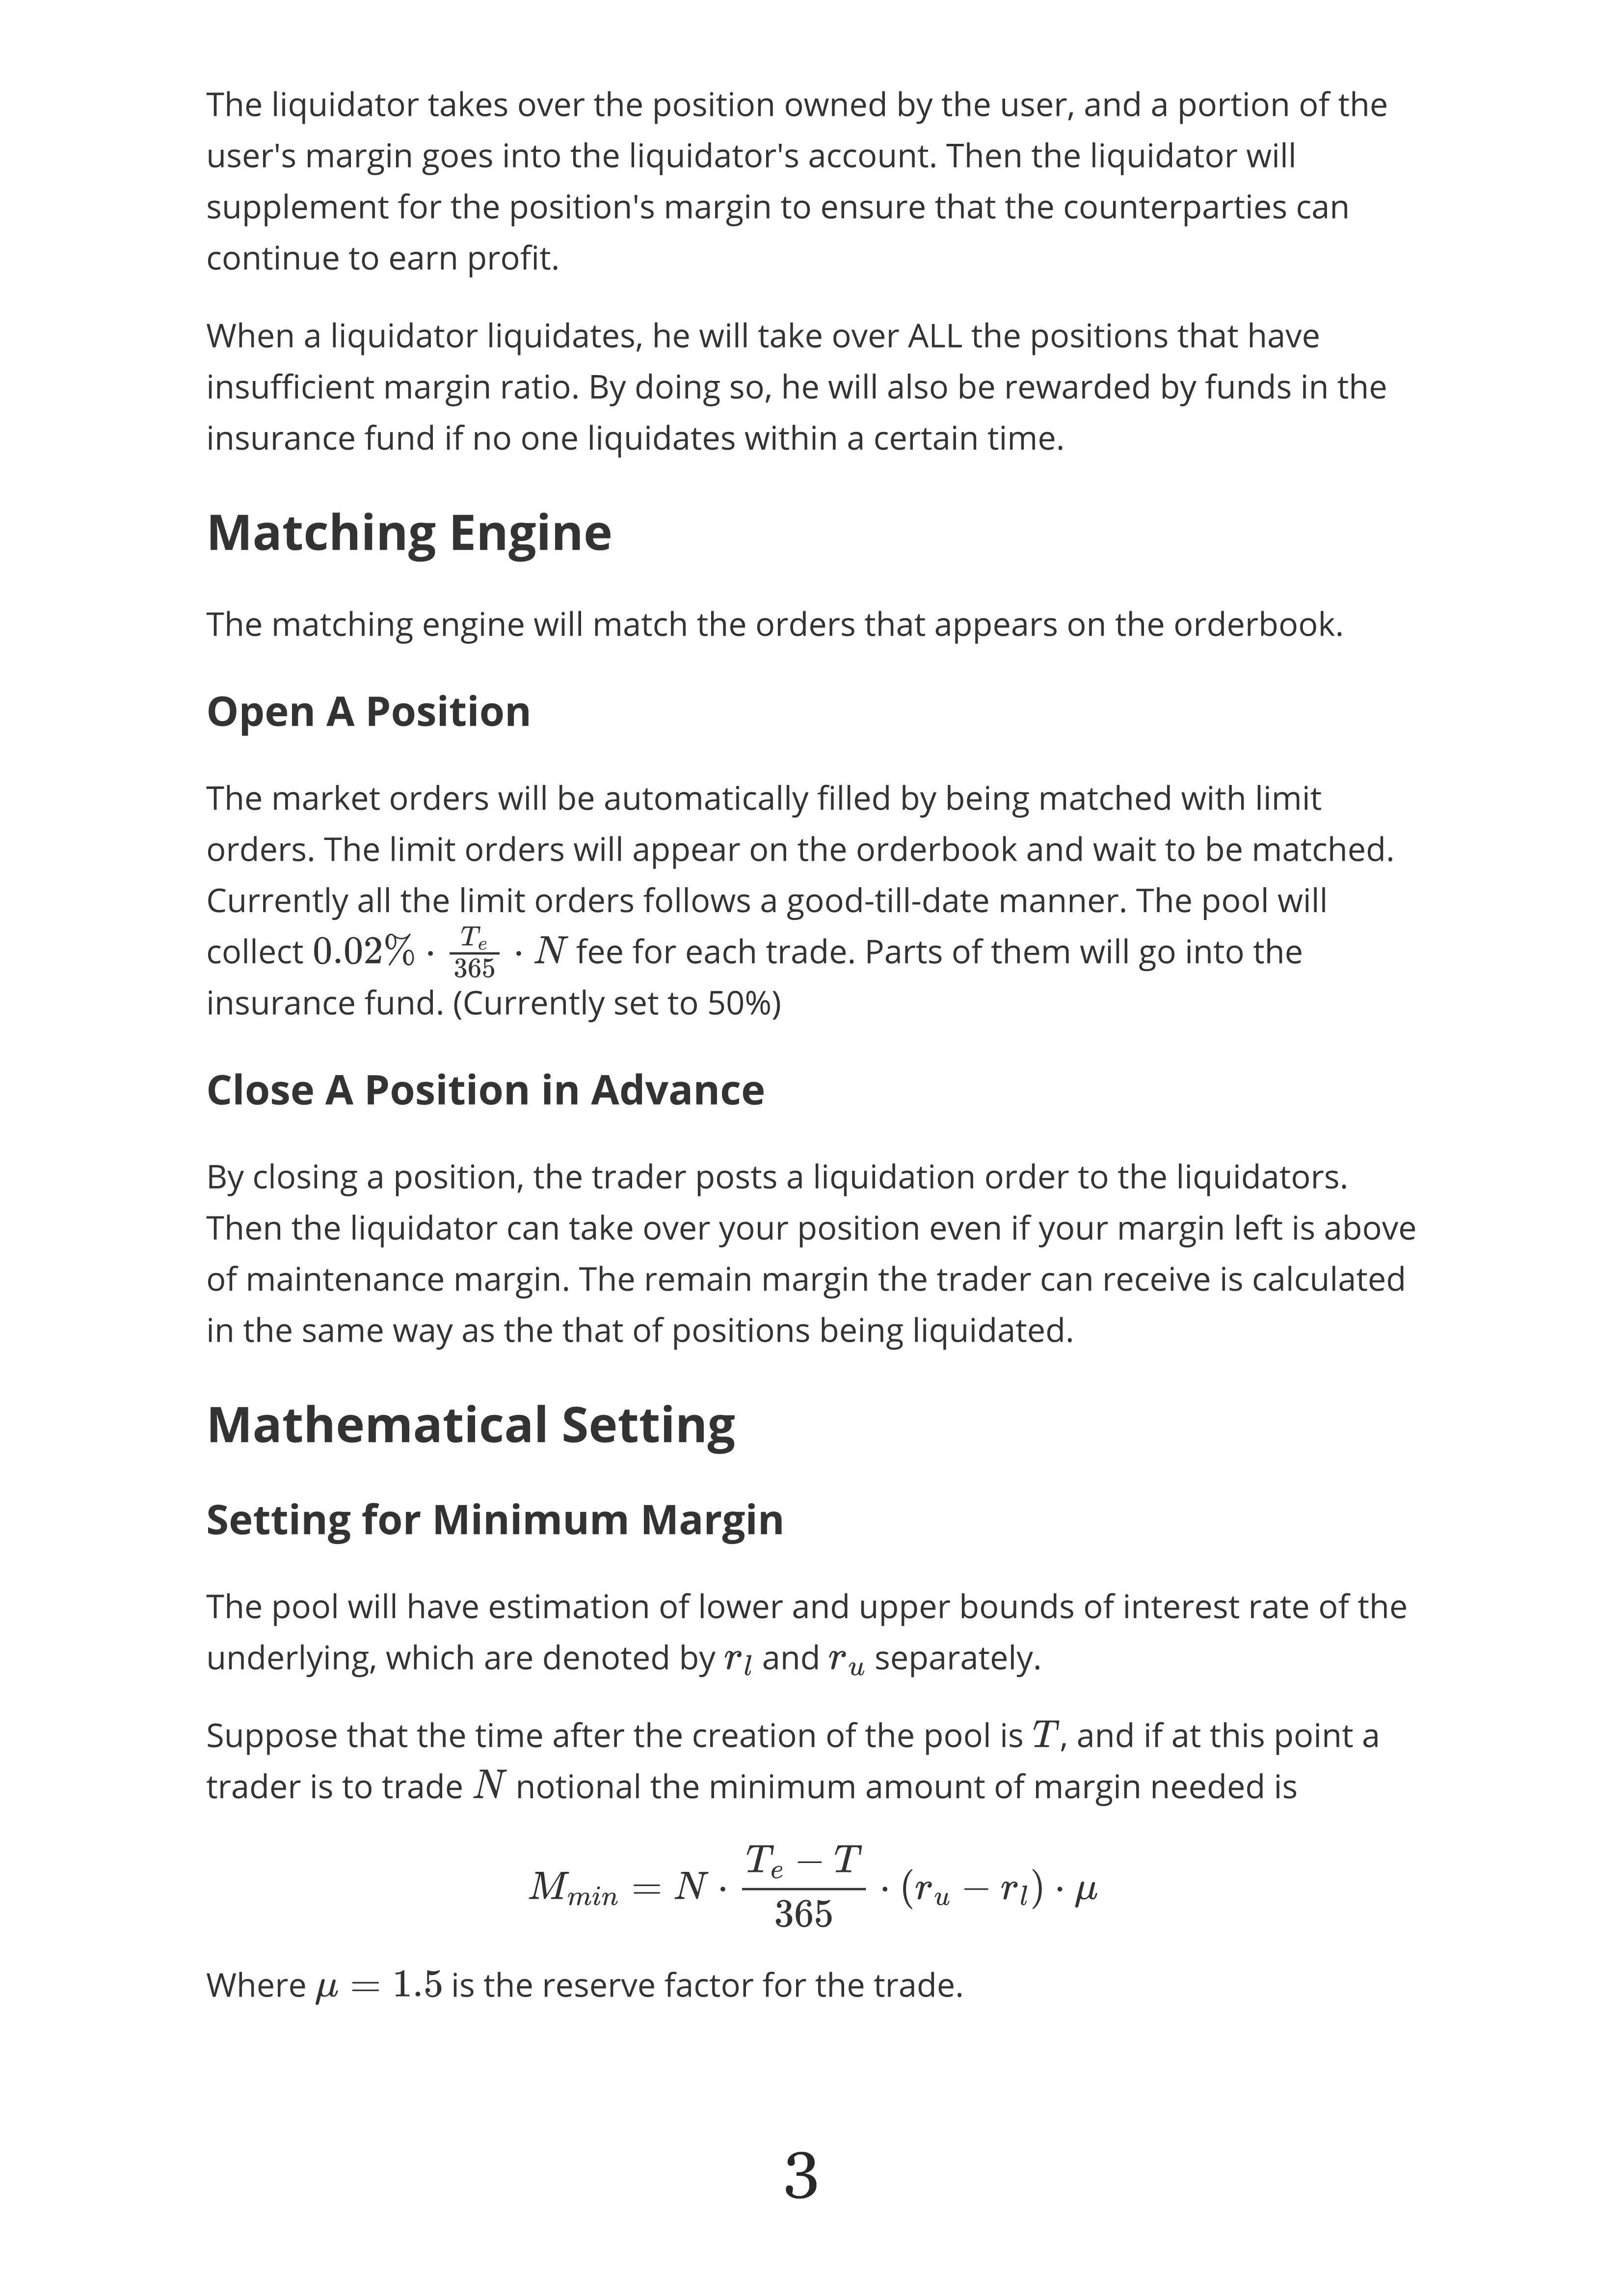 The liquidator takes over the position owned by the user, and a portion of the
user's margin goes into the liquidator's account. Then the liquidator will
supplement for the position's margin to ensure that the counterparties can
continue to earn profit.
When a liquidator liquidates, he will take over ALL the positions that have
insufficient margin ratio. By doing so, he will also be rewarded by funds in the
insurance fund if no one liquidates within a certain time.
Matching Engine
The matching engine will match the orders that appears on the orderbook.
Open A Position
The market orders will be automatically filled by being matched with limit
orders. The limit orders will appear on the orderbook and wait to be matched.
Currently all the limit orders follows a good-till-date manner. The pool will
collect $0.02\% \cdot \frac{T_e}{365} \cdot N$ fee for each trade. Parts of them will go into the
insurance fund. (Currently set to 50%)
Close A Position in Advance
By closing a position, the trader posts a liquidation order to the liquidators.
Then the liquidator can take over your position even if your margin left is above
of maintenance margin. The remain margin the trader can receive is calculated
in the same way as the that of positions being liquidated.
Mathematical Setting
Setting for Minimum Margin
The pool will have estimation of lower and upper bounds of interest rate of the
underlying, which are denoted by $r_l$ and $r_u$ separately.
Suppose that the time after the creation of the pool is $T$, and if at this point a
trader is to trade $N$ notional the minimum amount of margin needed is
$M_{min} = N \cdot \frac{T_e - T}{365} \cdot (r_u - r_l) \cdot \mu$
Where $\mu = 1.5$ is the reserve factor for the trade.
3